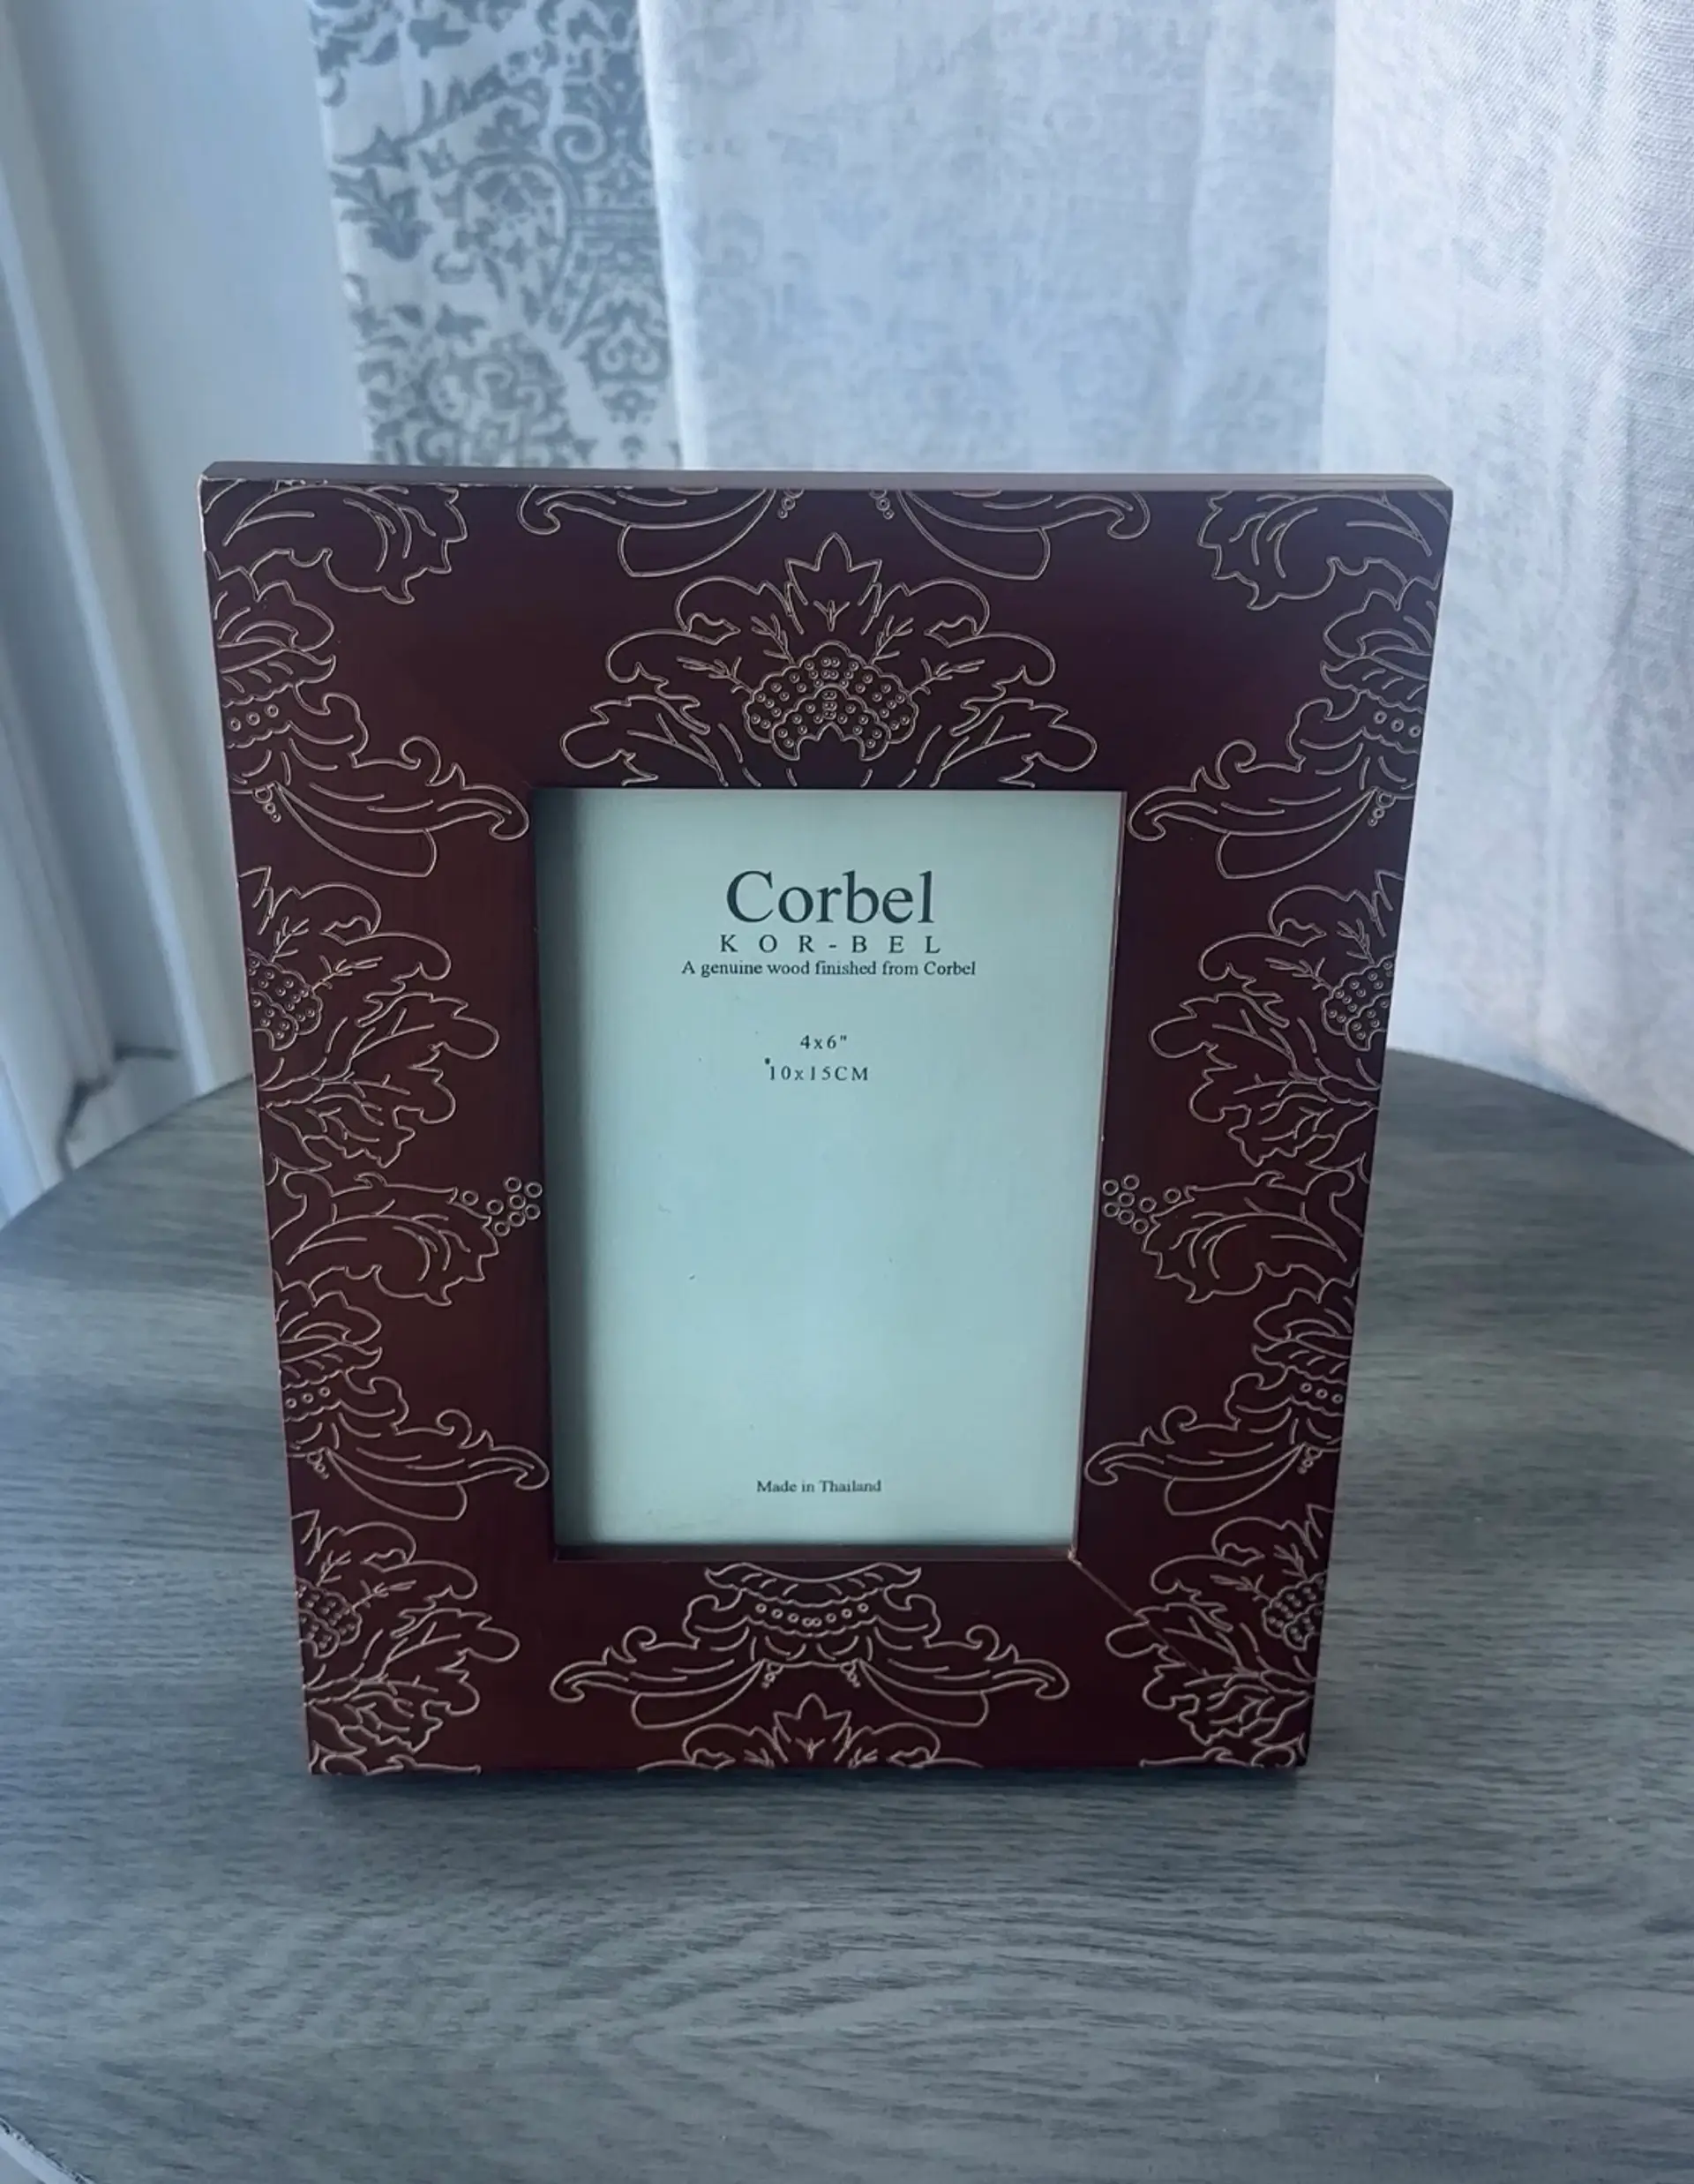 Corbel
KOR-BEL
A genuine wood finished from Corbel
4x6"
10x15CM
Made in Thailand